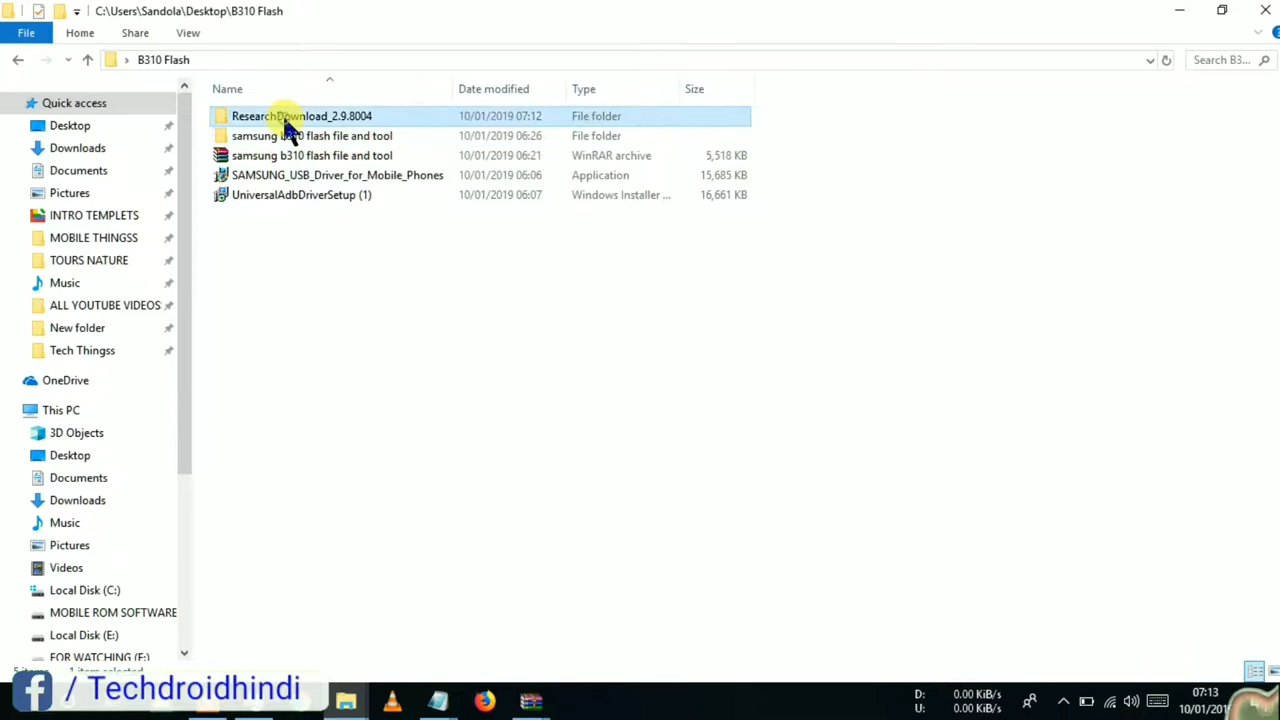 C:\Users\Sandola\Desktop\B310 Flash
File Home Share View
B310 Flash Search B3...
Name Date modified Type Size
Quick access
Desktop
Downloads
Documents
Pictures
INTRO TEMPLETS
MOBILE THINGSS
TOURS NATURE
Music
ALL YOUTUBE VIDEOS
New folder
Tech Thingss
OneDrive
This PC
3D Objects
Desktop
Documents
Downloads
Music
Pictures
Videos
Local Disk (C:)
MOBILE ROM SOFTWARE
Local Disk (E:)
FOR WATCHING (F:)
ResearchDownload_2.9.8004 10/01/2019 07:12 File folder
samsung b310 flash file and tool 10/01/2019 06:26 File folder
samsung b310 flash file and tool 10/01/2019 06:21 WinRAR archive 5,518 KB
SAMSUNG_USB_Driver_for_Mobile_Phones 10/01/2019 06:06 Application 15,685 KB
UniversalAdbDriverSetup (1) 10/01/2019 06:07 Windows Installer ... 16,661 KB
5 items 1 item selected
/ Techdroidhindi
D: 0.00 KiB/s
U: 0.00 KiB/s
07:13
10/01/201